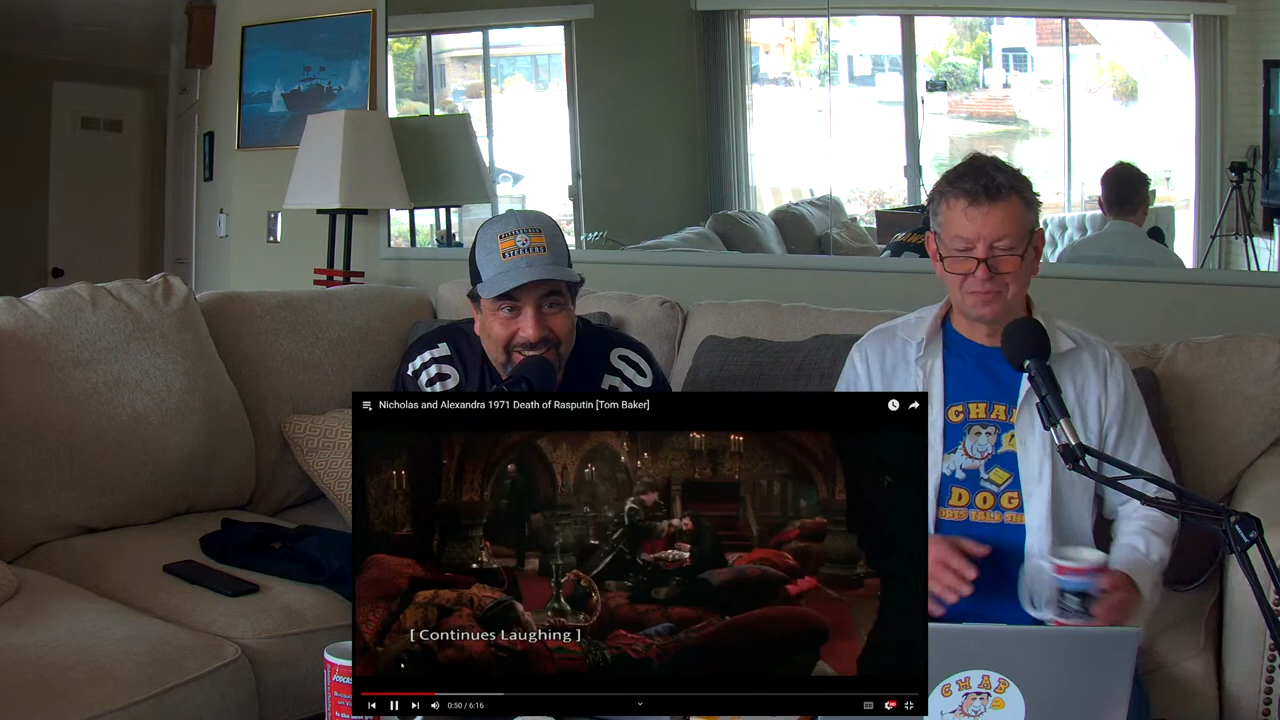 PITTSBURGH
STEELERS
10
CHAB
DOG
Nicholas and Alexandra 1971 Death of Rasputin [Tom Baker]
[ Continues Laughing ]
0:50 / 6:16
CHAB